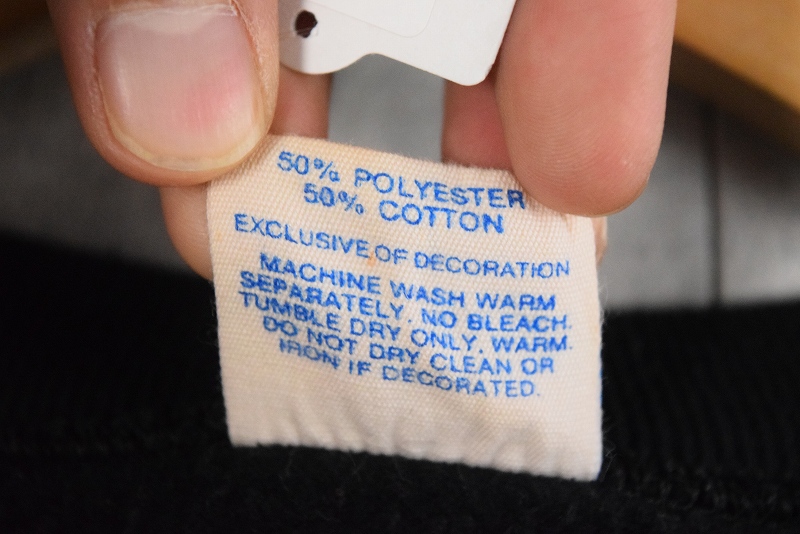 50% POLYESTER
50% COTTON
EXCLUSIVE OF DECORATION
MACHINE WASH WARM
SEPARATELY. NO BLEACH.
TUMBLE DRY ONLY. WARM.
DO NOT DRY CLEAN OR
IRON IF DECORATED.